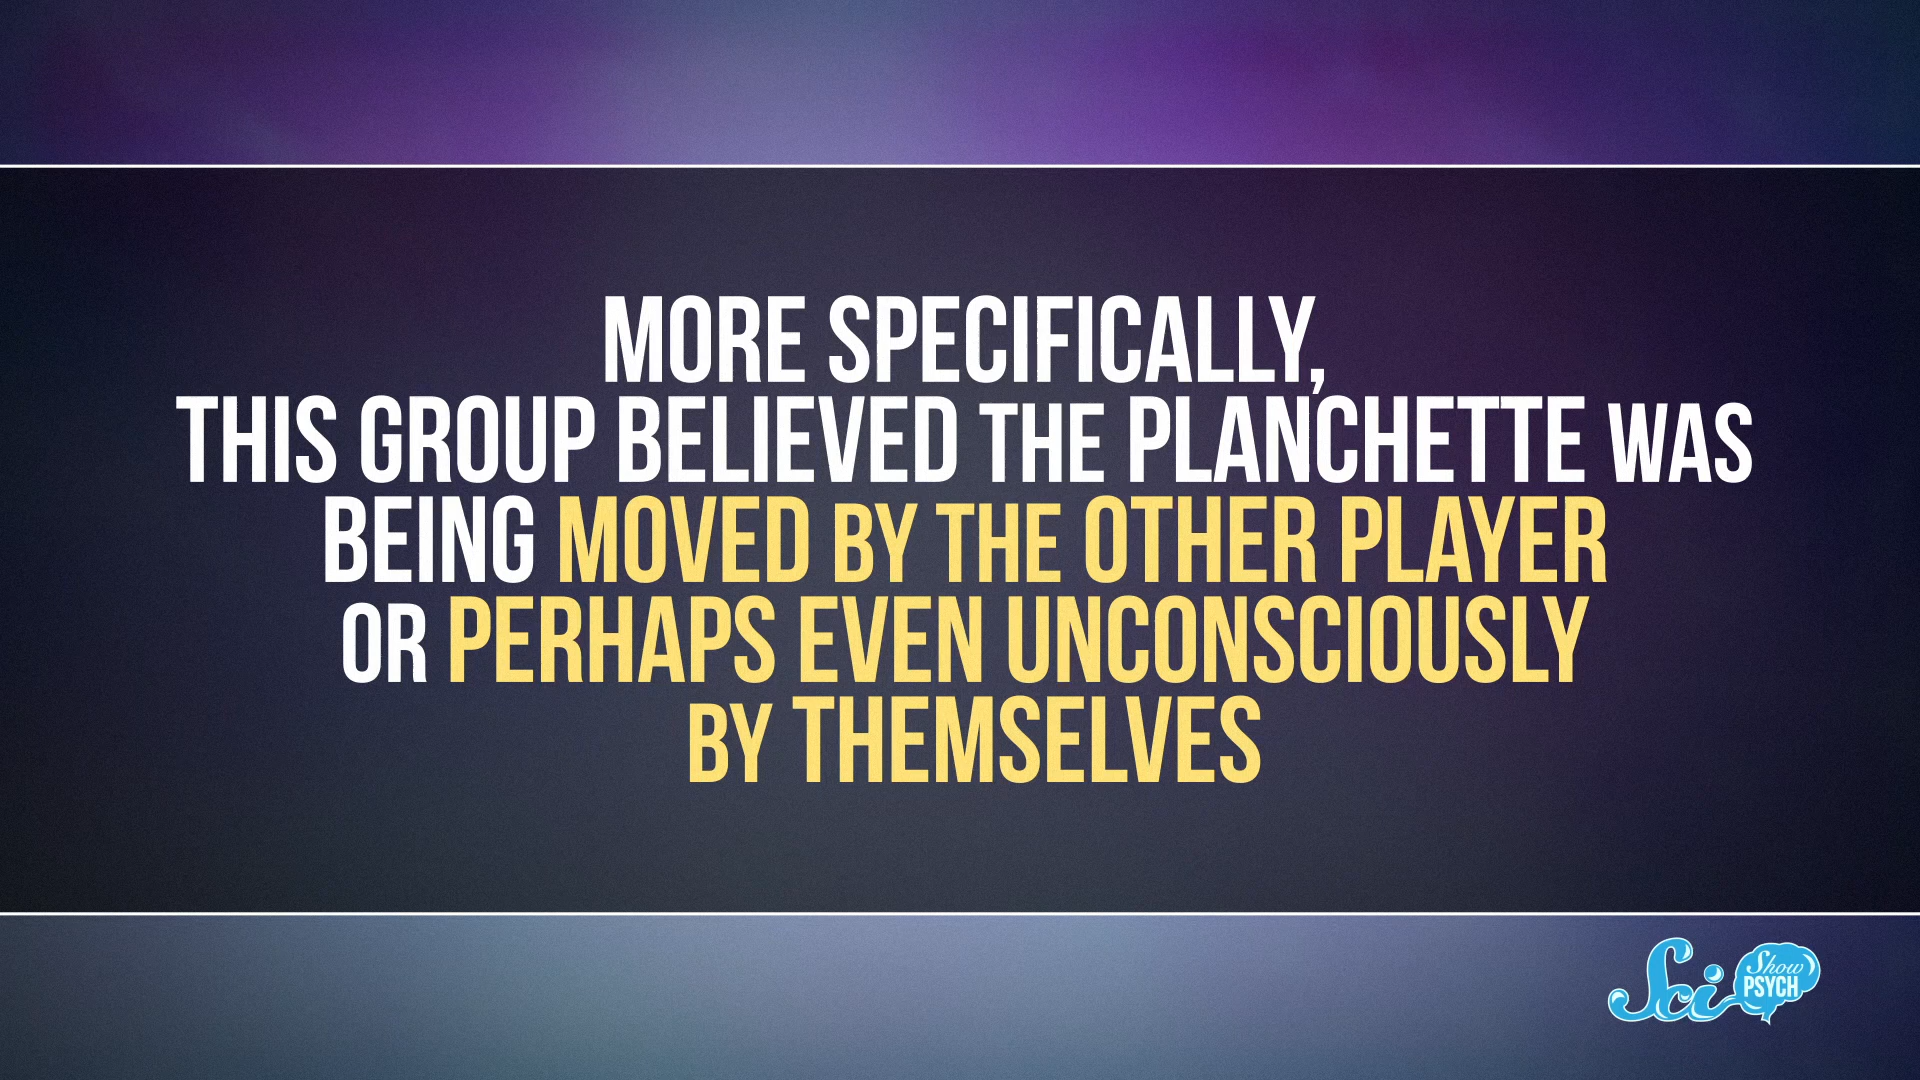 MORE SPECIFICALLY,
THIS GROUP BELIEVED THE PLANCHETTE WAS
BEING MOVED BY THE OTHER PLAYER
OR PERHAPS EVEN UNCONSCIOUSLY
BY THEMSELVES
Sci Show
PSYCH